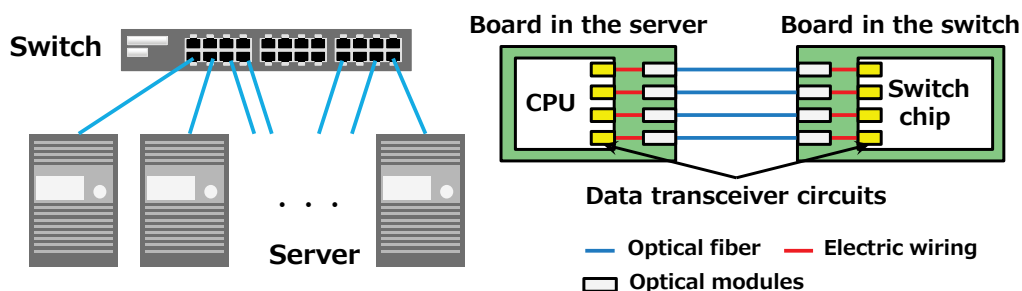 Switch
Server
Board in the server
Board in the switch
CPU
Switch
chip
Data transceiver circuits
Optical fiber
Electric wiring
Optical modules